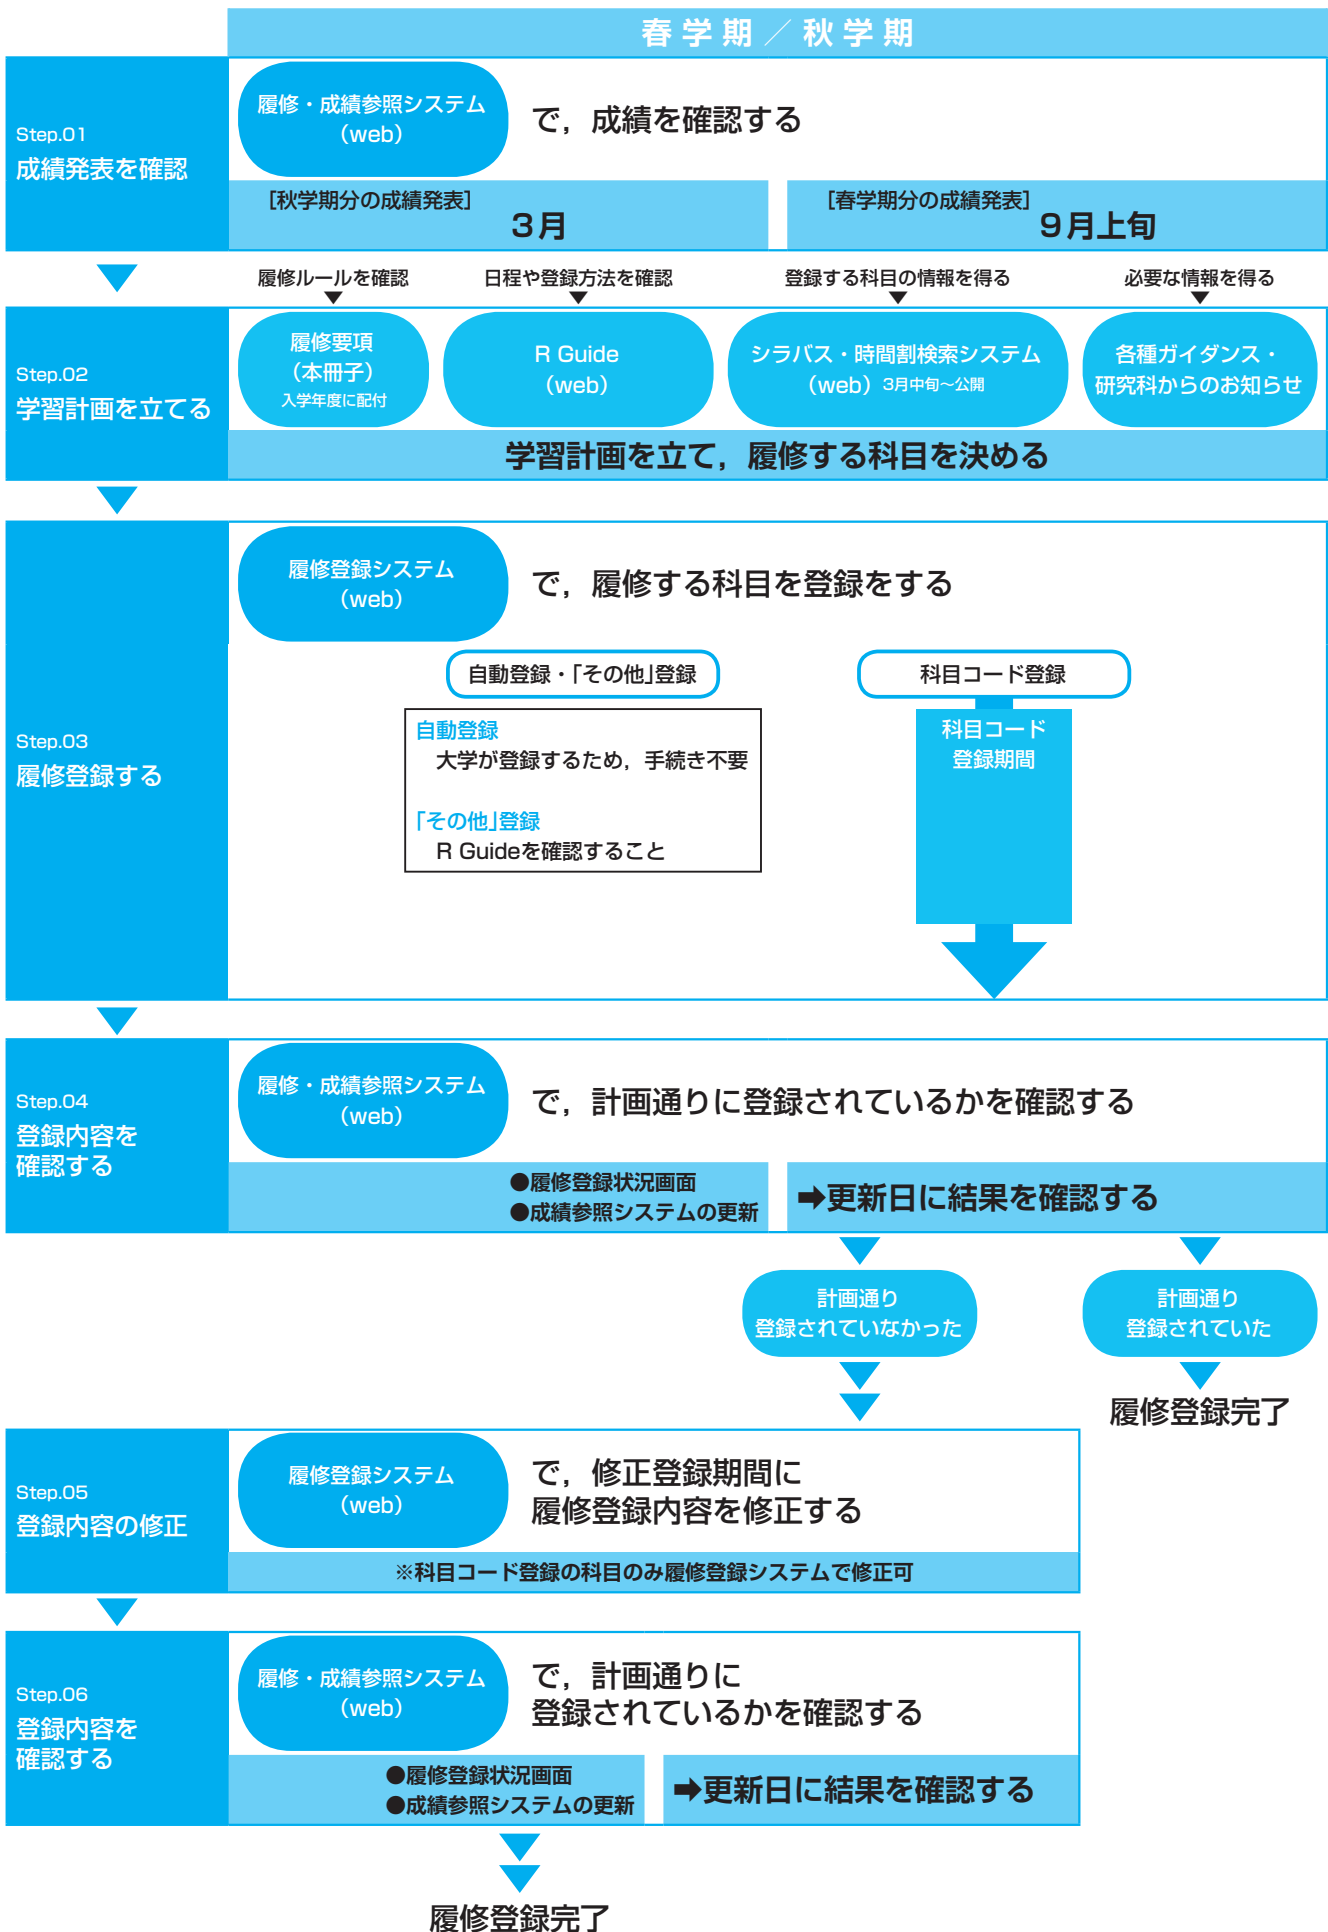 春学期／秋学期
Step.01
成績発表を確認
履修・成績参照システム
（web）
で，成績を確認する
［秋学期分の成績発表］
3月
［春学期分の成績発表］
9月上旬
履修ルールを確認
日程や登録方法を確認
登録する科目の情報を得る
必要な情報を得る
Step.02
学習計画を立てる
履修要項
（本冊子）
入学年度に配付
R Guide
（web）
シラバス・時間割検索システム
（web）3月中旬～公開
各種ガイダンス・
研究科からのお知らせ
学習計画を立て，履修する科目を決める
Step.03
履修登録する
履修登録システム
（web）
で，履修する科目を登録をする
自動登録・「その他」登録
自動登録
大学が登録するため，手続き不要
「その他」登録
R Guideを確認すること
科目コード登録
科目コード
登録期間
Step.04
登録内容を
確認する
履修・成績参照システム
（web）
で，計画通りに登録されているかを確認する
●履修登録状況画面
●成績参照システムの更新
➡更新日に結果を確認する
計画通り
登録されていなかった
計画通り
登録されていた
履修登録完了
Step.05
登録内容の修正
履修登録システム
（web）
で，修正登録期間に
履修登録内容を修正する
※科目コード登録の科目のみ履修登録システムで修正可
Step.06
登録内容を
確認する
履修・成績参照システム
（web）
で，計画通りに
登録されているかを確認する
●履修登録状況画面
●成績参照システムの更新
➡更新日に結果を確認する
履修登録完了